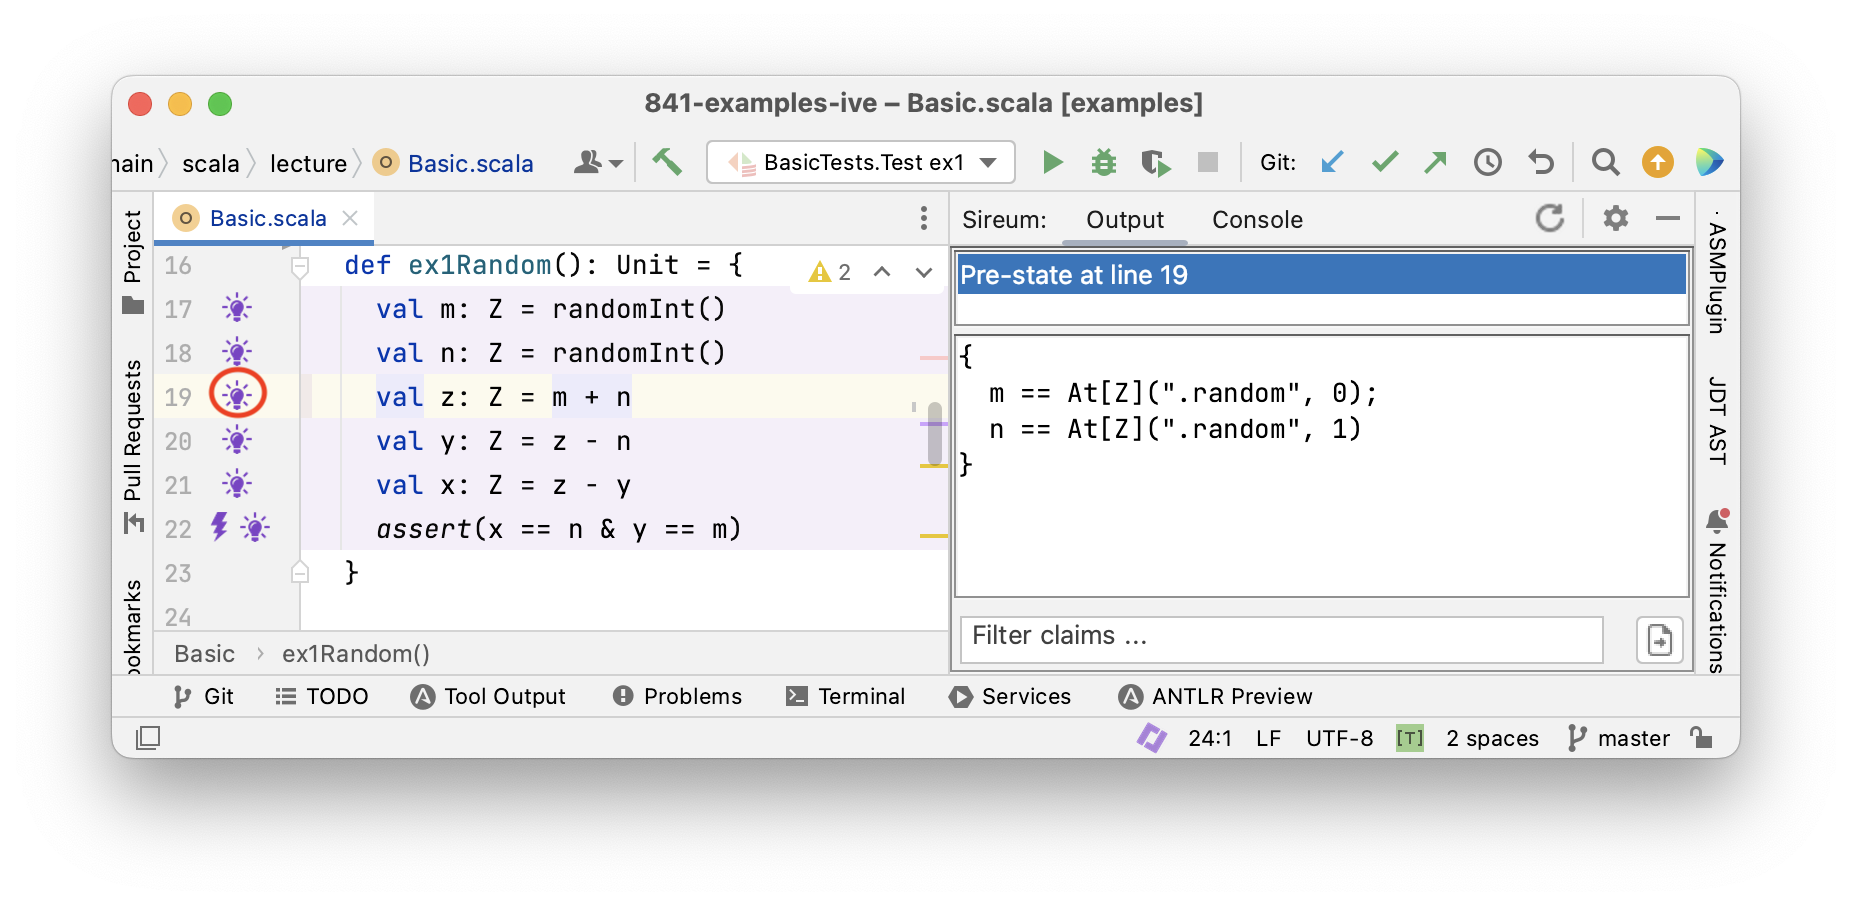 841-examples-ive – Basic.scala [examples]
scala lecture Basic.scala BasicTests.Test ex1 Git:
Project
Pull Requests
Basic.scala
Sireum: Output Console
16 def ex1Random(): Unit = { 2
17 val m: Z = randomInt()
18 val n: Z = randomInt()
19 val z: Z = m + n
20 val y: Z = z - n
21 val x: Z = z - y
22 assert(x == n & y == m)
23 }
24
Basic › ex1Random()
Pre-state at line 19
{
m == At[Z](".random", 0);
n == At[Z](".random", 1)
}
Filter claims ...
ASMPlugin
JDT AST
Notifications
Git TODO Tool Output Problems Terminal Services ANTLR Preview
24:1 LF UTF-8 [T] 2 spaces master